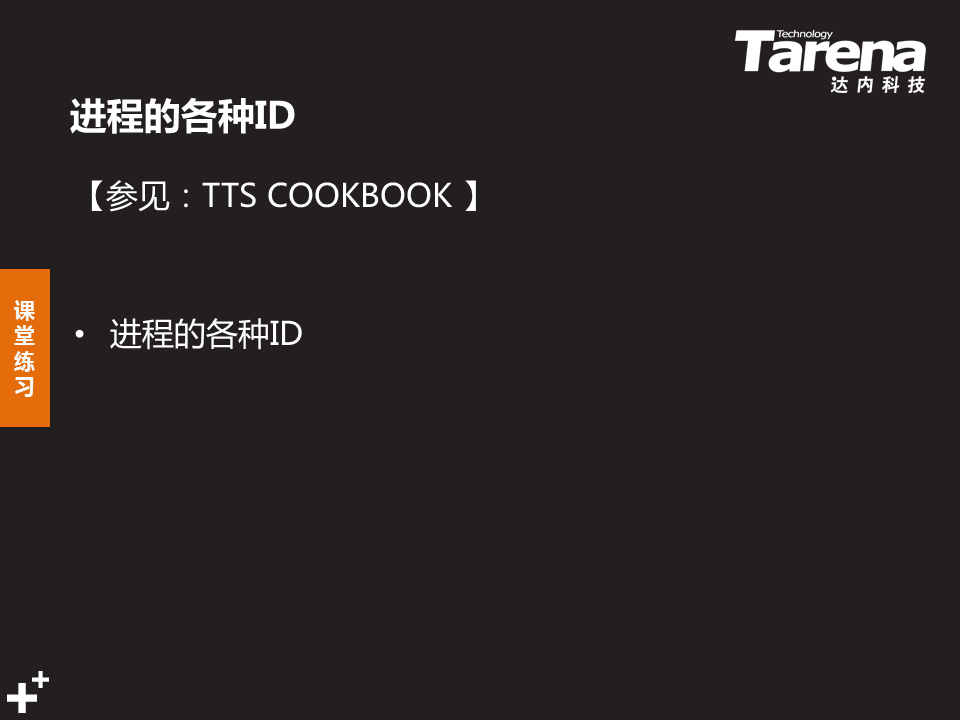 Technology
Tarena
达内科技
进程的各种ID
【参见：TTS COOKBOOK 】
课
堂
练
习
• 进程的各种ID